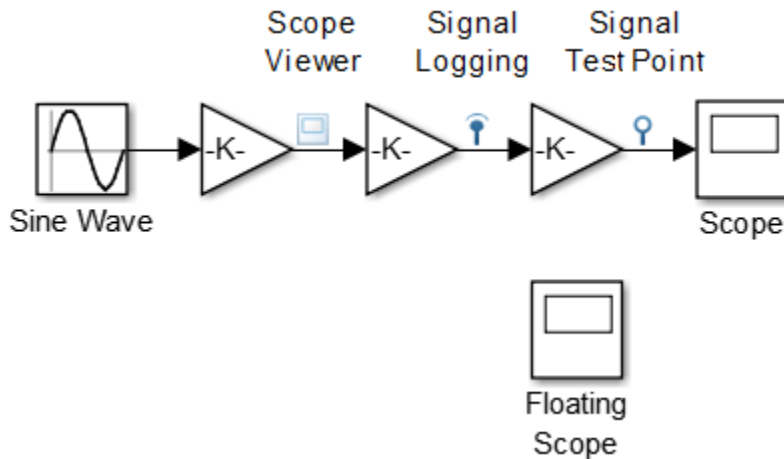 Scope
Viewer
Signal
Logging
Signal
Test Point
-K-
-K-
-K-
Sine Wave
Scope
Floating
Scope